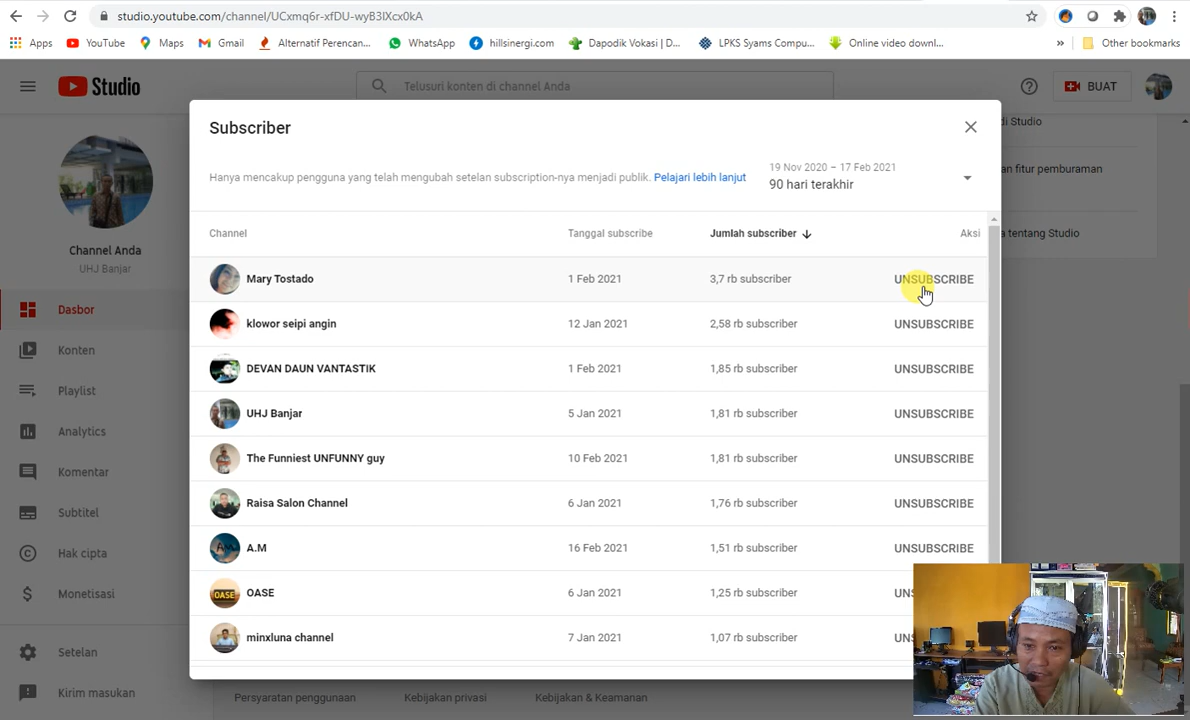 studio.youtube.com/channel/UCxmq6r-xfDU-wyB3lXcx0kA
Apps YouTube Maps Gmail Alternatif Perencan... WhatsApp hillsinergi.com Dapodik Vokasi | D... LPKS Syams Compu... Online video downl... » Other bookmarks
Studio
Telusuri konten di channel Anda
BUAT
Channel Anda
UHJ Banjar
Dasbor
Konten
Playlist
Analytics
Komentar
Subtitel
Hak cipta
Monetisasi
Setelan
Kirim masukan
Subscriber
Hanya mencakup pengguna yang telah mengubah setelan subscription-nya menjadi publik. Pelajari lebih lanjut
19 Nov 2020 – 17 Feb 2021
90 hari terakhir
Channel Tanggal subscribe Jumlah subscriber Aksi
Mary Tostado 1 Feb 2021 3,7 rb subscriber UNSUBSCRIBE
klowor seipi angin 12 Jan 2021 2,58 rb subscriber UNSUBSCRIBE
DEVAN DAUN VANTASTIK 1 Feb 2021 1,85 rb subscriber UNSUBSCRIBE
UHJ Banjar 5 Jan 2021 1,81 rb subscriber UNSUBSCRIBE
The Funniest UNFUNNY guy 10 Feb 2021 1,81 rb subscriber UNSUBSCRIBE
Raisa Salon Channel 6 Jan 2021 1,76 rb subscriber UNSUBSCRIBE
A.M 16 Feb 2021 1,51 rb subscriber UNSUBSCRIBE
OASE OASE 6 Jan 2021 1,25 rb subscriber
minxluna channel 7 Jan 2021 1,07 rb subscriber
di Studio
an fitur pemburaman
a tentang Studio
Persyaratan penggunaan Kebijakan privasi Kebijakan & Keamanan